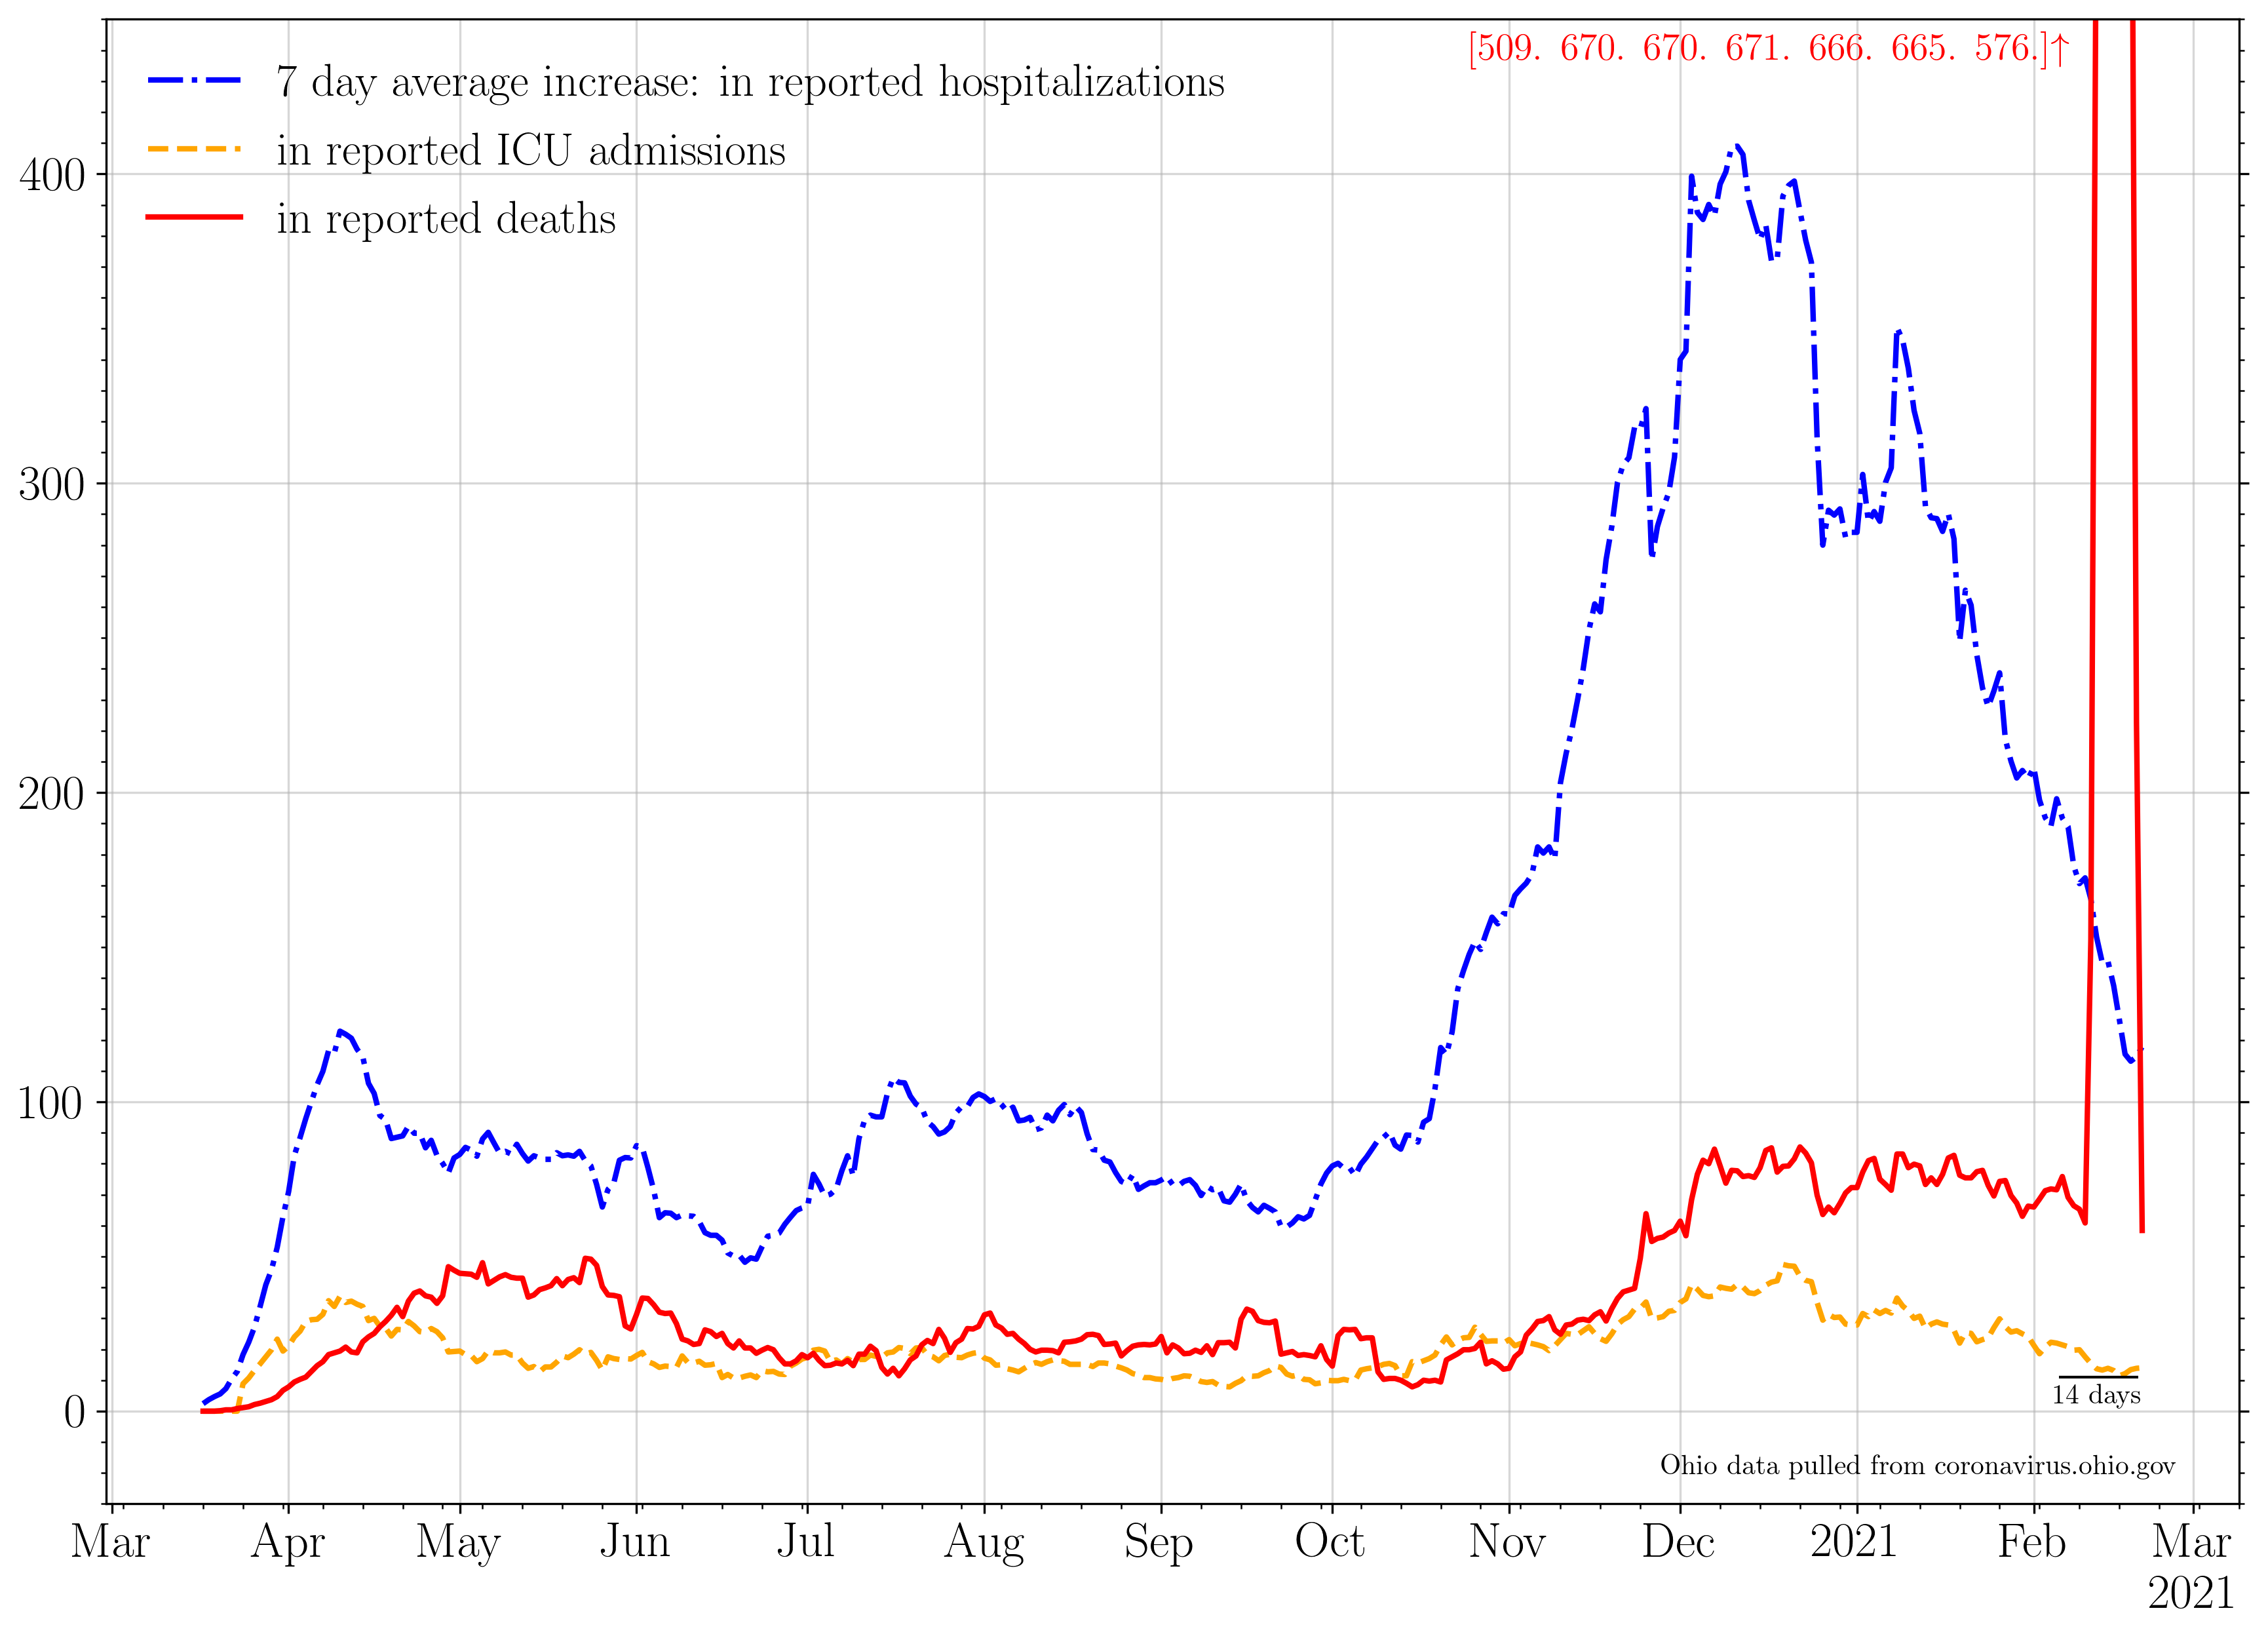 [509. 670. 670. 671. 666. 665. 576.]↑
7 day average increase: in reported hospitalizations
in reported ICU admissions
in reported deaths
400
300
200
100
0
14 days
Ohio data pulled from coronavirus.ohio.gov
Mar Apr May Jun Jul Aug Sep Oct Nov Dec 2021 Feb Mar
2021